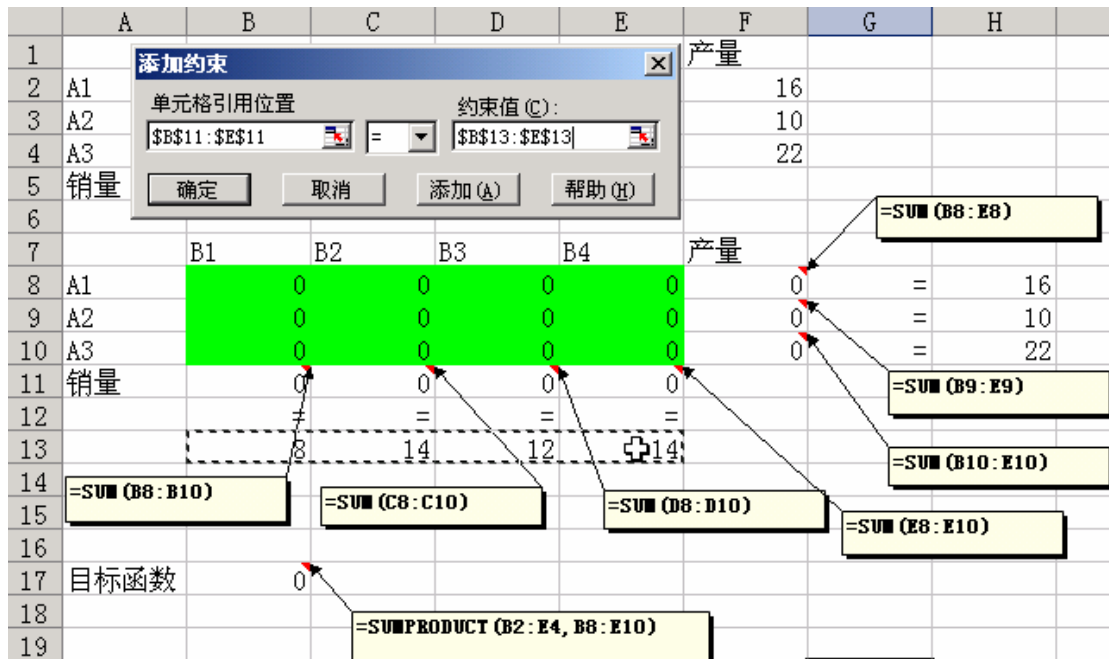 A B C D E F G H
1 产量
添加约束
2 A1 16
单元格引用位置 约束值(C):
3 A2 10
$B$11:$E$11 = $B$13:$E$13
4 A3 22
5 销量
确定 取消 添加(A) 帮助(H)
6
=SUM(B8:E8)
7 B1 B2 B3 B4 产量
8 A1 0 0 0 0 0 = 16
9 A2 0 0 0 0 0 = 10
10 A3 0 0 0 0 0 = 22
11 销量 0 0 0 0
=SUM(B9:E9)
12 = = = =
13 8 14 12 14
=SUM(B10:E10)
14
=SUM(B8:B10) =SUM(C8:C10) =SUM(D8:D10)
15
=SUM(E8:E10)
16
17 目标函数 0
18
=SUMPRODUCT(B2:E4,B8:E10)
19